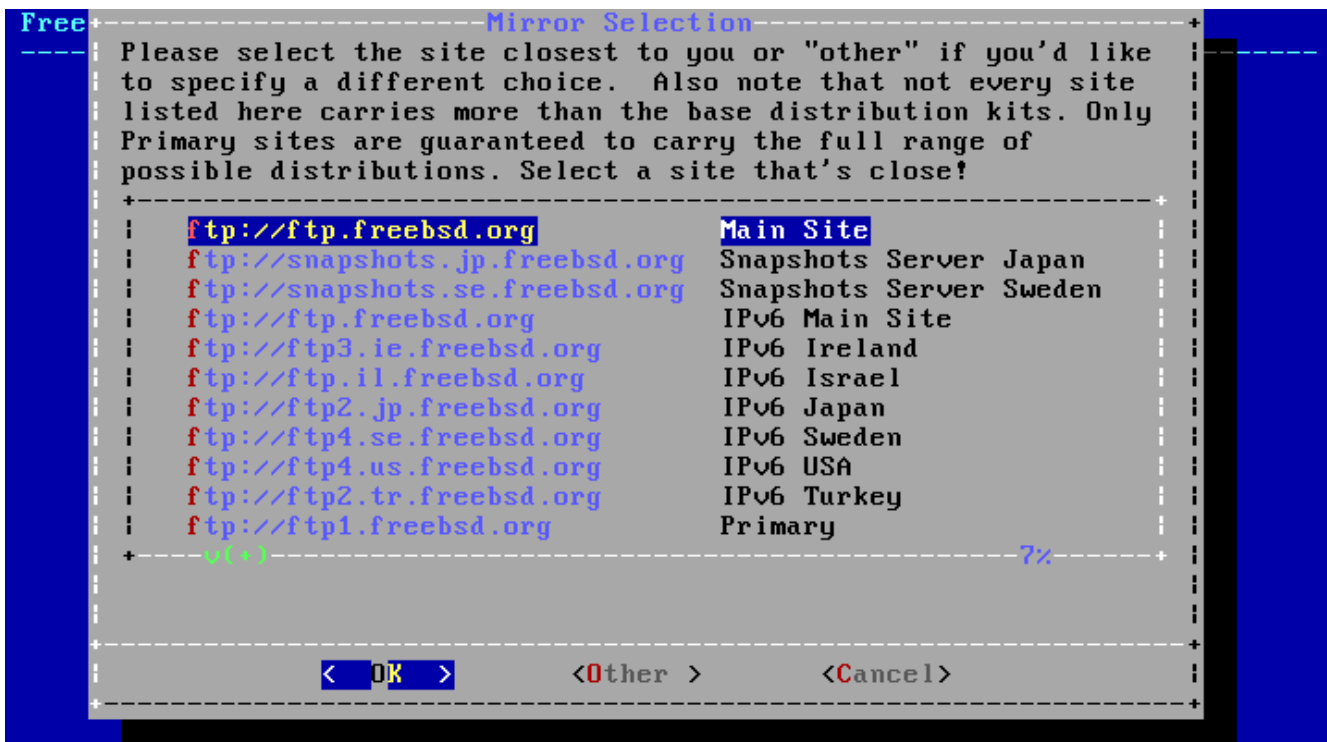 Free
Mirror Selection
Please select the site closest to you or "other" if you'd like
to specify a different choice.  Also note that not every site
listed here carries more than the base distribution kits. Only
Primary sites are guaranteed to carry the full range of
possible distributions. Select a site that's close!
ftp://ftp.freebsd.org Main Site
ftp://snapshots.jp.freebsd.org Snapshots Server Japan
ftp://snapshots.se.freebsd.org Snapshots Server Sweden
ftp://ftp.freebsd.org IPv6 Main Site
ftp://ftp3.ie.freebsd.org IPv6 Ireland
ftp://ftp.il.freebsd.org IPv6 Israel
ftp://ftp2.jp.freebsd.org IPv6 Japan
ftp://ftp4.se.freebsd.org IPv6 Sweden
ftp://ftp4.us.freebsd.org IPv6 USA
ftp://ftp2.tr.freebsd.org IPv6 Turkey
ftp://ftp1.freebsd.org Primary
v(+) 7%
< OK > <Other > <Cancel>